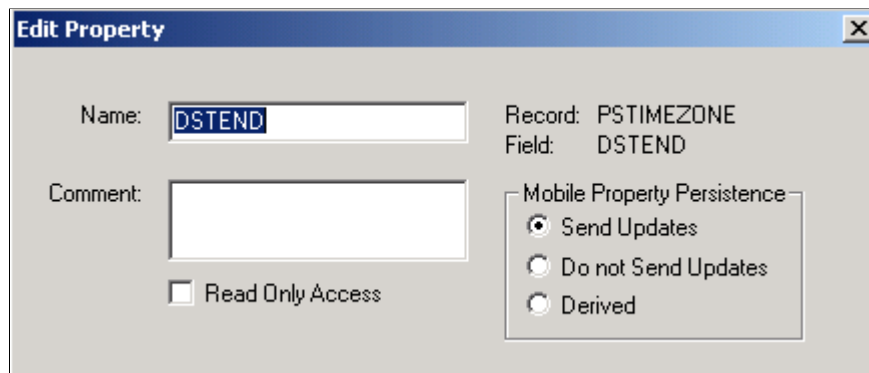 Edit Property
Name: DSTEND
Record: PSTIMEZONE
Field: DSTEND
Comment:
Mobile Property Persistence
Send Updates
Do not Send Updates
Derived
Read Only Access